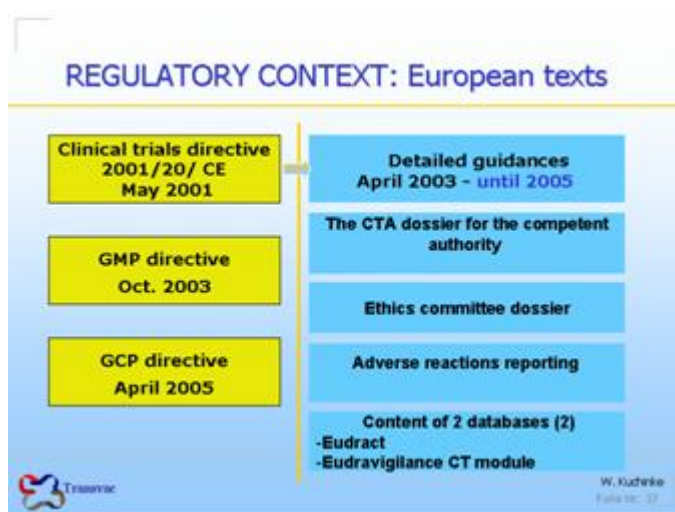 REGULATORY CONTEXT: European texts
Clinical trials directive
2001/20/ CE
May 2001
GMP directive
Oct. 2003
GCP directive
April 2005
Detailed guidances
April 2003 - until 2005
The CTA dossier for the competent
authority
Ethics committee dossier
Adverse reactions reporting
Content of 2 databases (2)
-Eudract
-Eudravigilance CT module
Transvac
W. Kuchinke